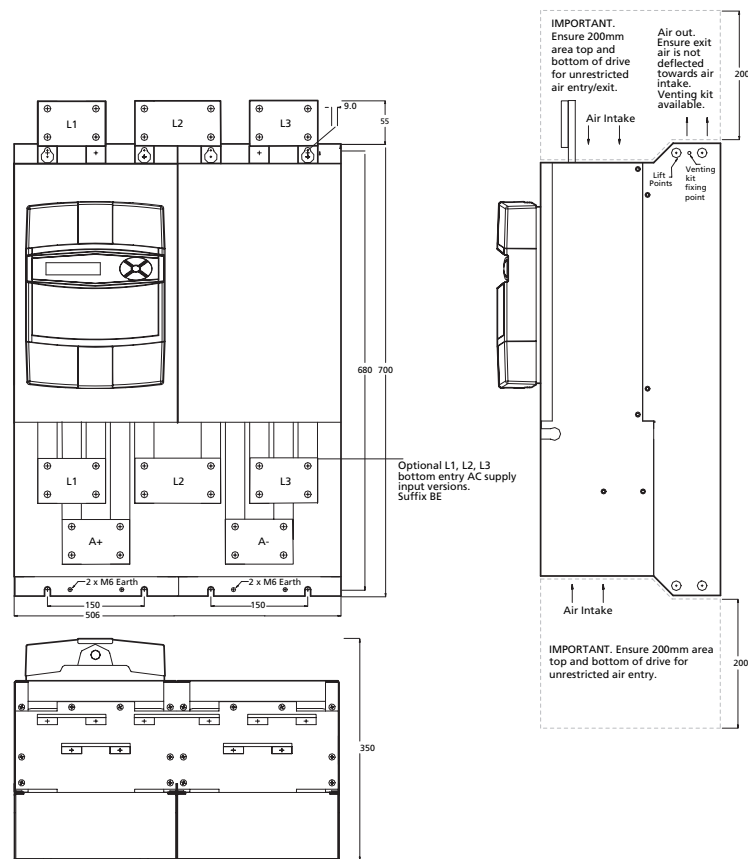 IMPORTANT.
Ensure 200mm
area top and
bottom of drive
for unrestricted
air entry/exit.
Air out.
Ensure exit
air is not
deflected
towards air
intake.
Venting kit
available.
200
Air Intake
Lift
Points
Venting
kit
fixing
point
L1
L2
L3
9.0
55
680
700
L1
L2
L3
Optional L1, L2, L3
bottom entry AC supply
input versions.
Suffix BE
A+
A-
2 x M6 Earth
2 x M6 Earth
150
150
506
Air Intake
IMPORTANT. Ensure 200mm area
top and bottom of drive for
unrestricted air entry.
200
350